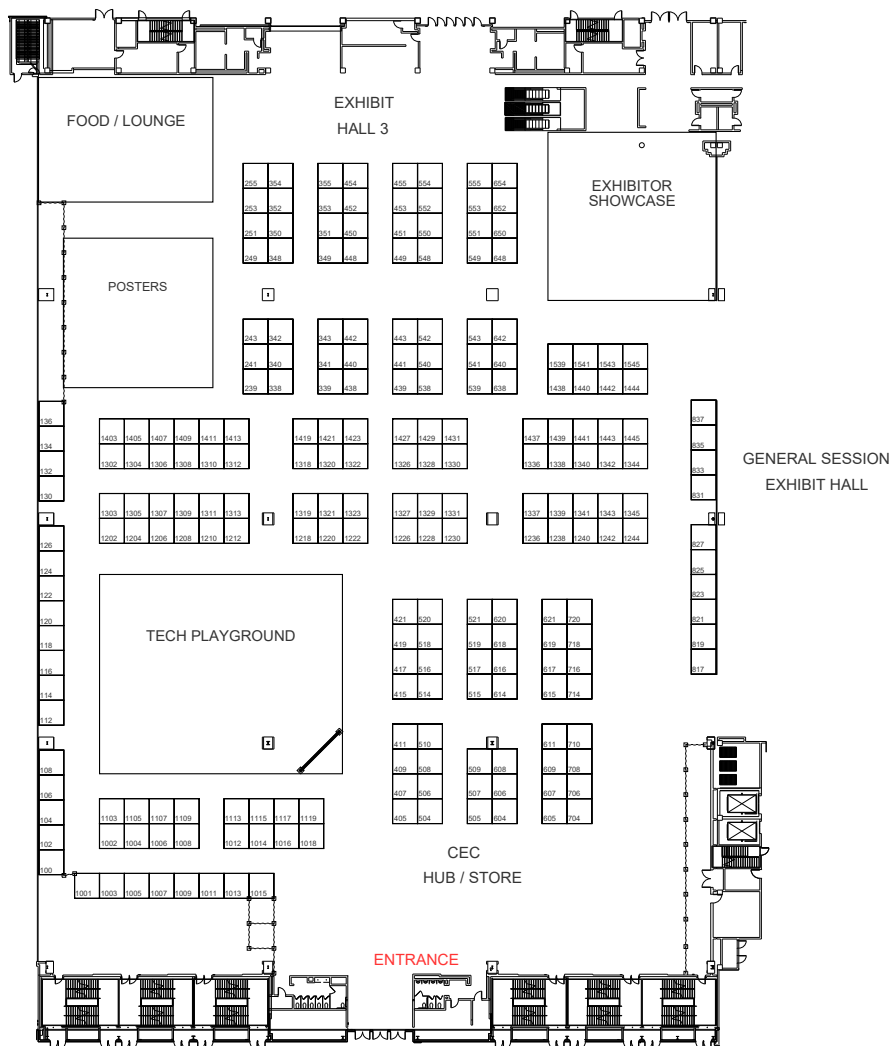 EXHIBIT
HALL 3
FOOD / LOUNGE
EXHIBITOR
SHOWCASE
255 354 355 454 455 554 555 654
253 352 353 452 453 552 553 652
251 350 351 450 451 550 551 650
249 348 349 448 449 548 549 648
POSTERS
243 342 343 442 443 542 543 642
241 340 341 440 441 540 541 640
1539 1541 1543 1545
239 338 339 438 439 538 539 638
1438 1440 1442 1444
136
837
1403 1405 1407 1409 1411 1413 1419 1421 1423 1427 1429 1431 1437 1439 1441 1443 1445
134
835
1302 1304 1306 1308 1310 1312 1318 1320 1322 1326 1328 1330 1336 1338 1340 1342 1344
132
833
130
831
GENERAL SESSION
EXHIBIT HALL
1303 1305 1307 1309 1311 1313 1319 1321 1323 1327 1329 1331 1337 1339 1341 1343 1345
1202 1204 1206 1208 1210 1212 1218 1220 1222 1226 1228 1230 1236 1238 1240 1242 1244
126
827
124
825
122
823
120
821
118
819
116
817
114
112
TECH PLAYGROUND
421 520 521 620 621 720
419 518 519 618 619 718
417 516 517 616 617 716
415 514 515 614 615 714
411 510 611 710
409 508 509 608 609 708
407 506 507 606 607 706
405 504 505 604 605 704
108
106
104
102
100
1103 1105 1107 1109 1113 1115 1117 1119
1002 1004 1006 1008 1012 1014 1016 1018
1001 1003 1005 1007 1009 1011 1013 1015
CEC
HUB / STORE
ENTRANCE